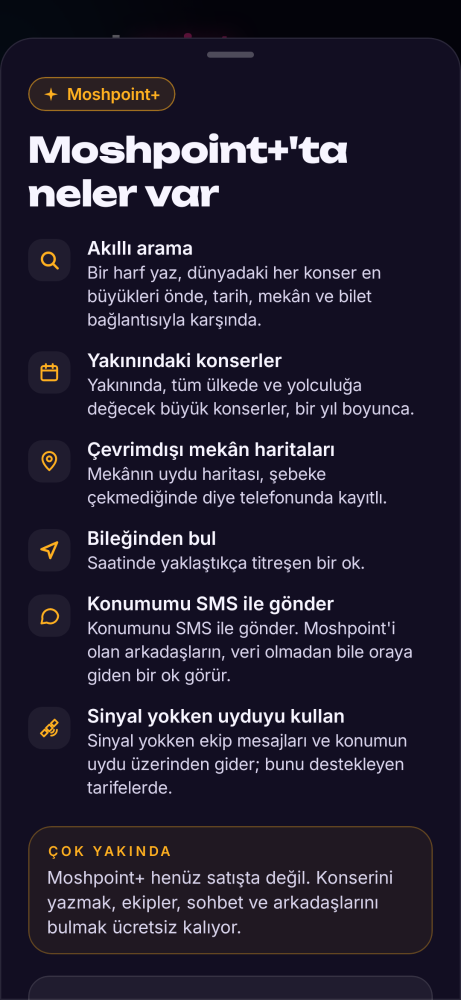 Moshpoint+
Moshpoint+'ta
neler var
Akıllı arama
Bir harf yaz, dünyadaki her konser en
büyükleri önde, tarih, mekân ve bilet
bağlantısıyla karşında.
Yakınındaki konserler
Yakınında, tüm ülkede ve yolculuğa
değecek büyük konserler, bir yıl boyunca.
Çevrimdışı mekân haritaları
Mekânın uydu haritası, şebeke
çekmediğinde diye telefonunda kayıtlı.
Bileğinden bul
Saatinde yaklaştıkça titreşen bir ok.
Konumumu SMS ile gönder
Konumunu SMS ile gönder. Moshpoint'i
olan arkadaşların, veri olmadan bile oraya
giden bir ok görür.
Sinyal yokken uyduyu kullan
Sinyal yokken ekip mesajları ve konumun
uydu üzerinden gider; bunu destekleyen
tarifelerde.
ÇOK YAKINDA
Moshpoint+ henüz satışta değil. Konserini
yazmak, ekipler, sohbet ve arkadaşlarını
bulmak ücretsiz kalıyor.